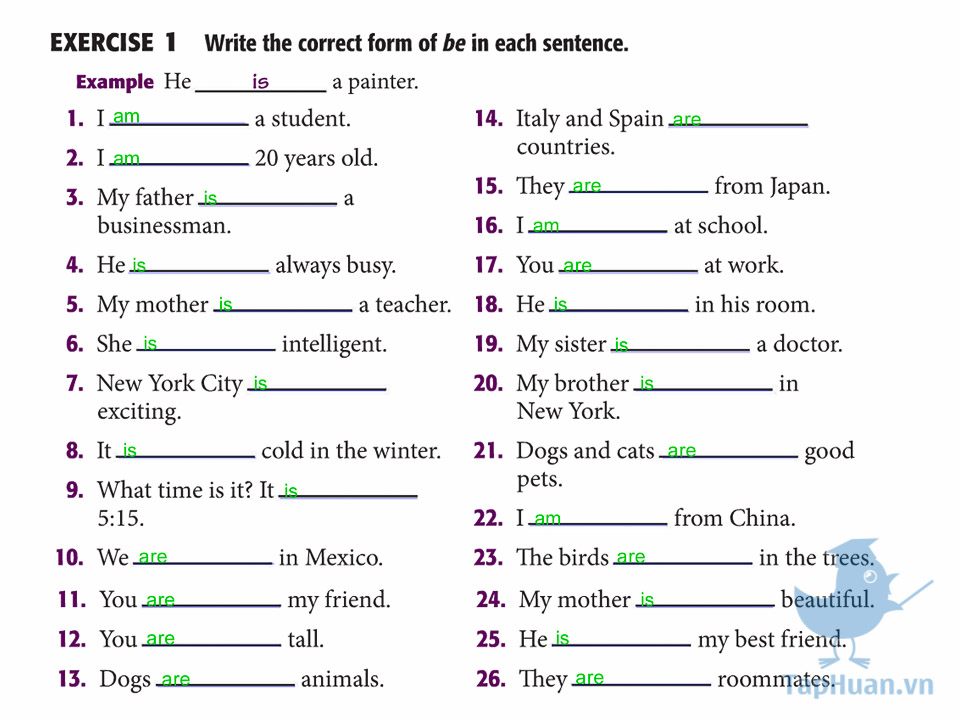 EXERCISE 1 Write the correct form of be in each sentence.
Example He is a painter.
1. I am a student.
2. I am 20 years old.
3. My father is a
businessman.
4. He is always busy.
5. My mother is a teacher.
6. She is intelligent.
7. New York City is
exciting.
8. It is cold in the winter.
9. What time is it? It is
5:15.
10. We are in Mexico.
11. You are my friend.
12. You are tall.
13. Dogs are animals.
14. Italy and Spain are
countries.
15. They are from Japan.
16. I am at school.
17. You are at work.
18. He is in his room.
19. My sister is a doctor.
20. My brother is in
New York.
21. Dogs and cats are good
pets.
22. I am from China.
23. The birds are in the trees.
24. My mother is beautiful.
25. He is my best friend.
26. They are roommates.
TapHuan.vn